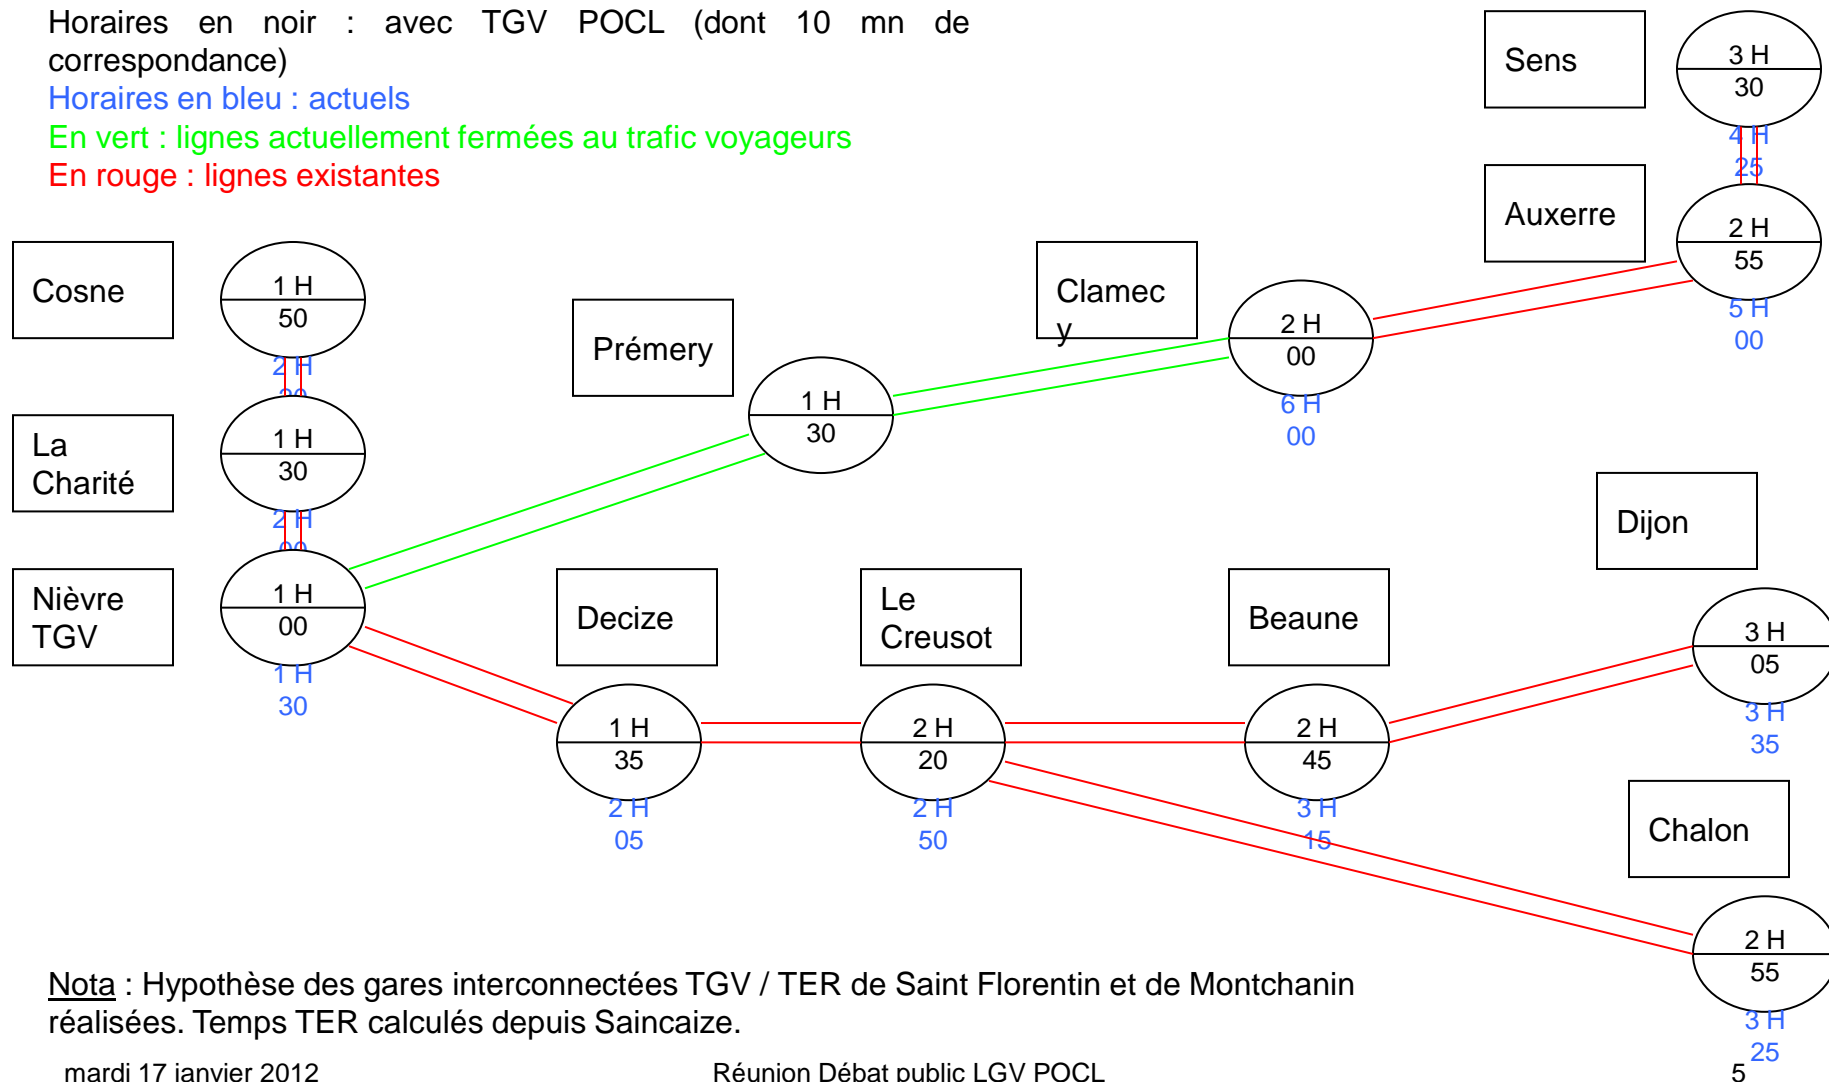 Horaires en noir : avec TGV POCL (dont 10 mn de
correspondance)
Horaires en bleu : actuels
En vert : lignes actuellement fermées au trafic voyageurs
En rouge : lignes existantes
Sens
3 H
30
4 H
25
Auxerre
2 H
55
5 H
00
Cosne
1 H
50
2 H
La
Charité
1 H
30
2 H
00
Nièvre
TGV
1 H
00
1 H
30
Prémery
1 H
30
Clamec
y
2 H
00
6 H
00
Decize
1 H
35
2 H
05
Le
Creusot
2 H
20
2 H
50
Beaune
2 H
45
3 H
15
Dijon
3 H
05
3 H
35
Chalon
2 H
55
3 H
25
Nota : Hypothèse des gares interconnectées TGV / TER de Saint Florentin et de Montchanin
réalisées. Temps TER calculés depuis Saincaize.
mardi 17 janvier 2012
Réunion Débat public LGV POCL
5